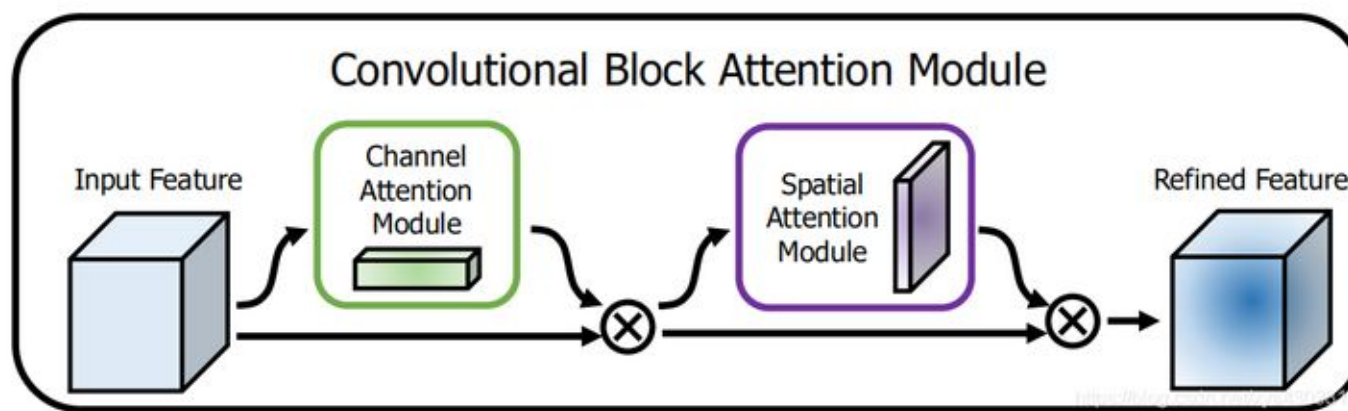 Convolutional Block Attention Module
Input Feature
Channel
Attention
Module
Spatial
Attention
Module
Refined Feature